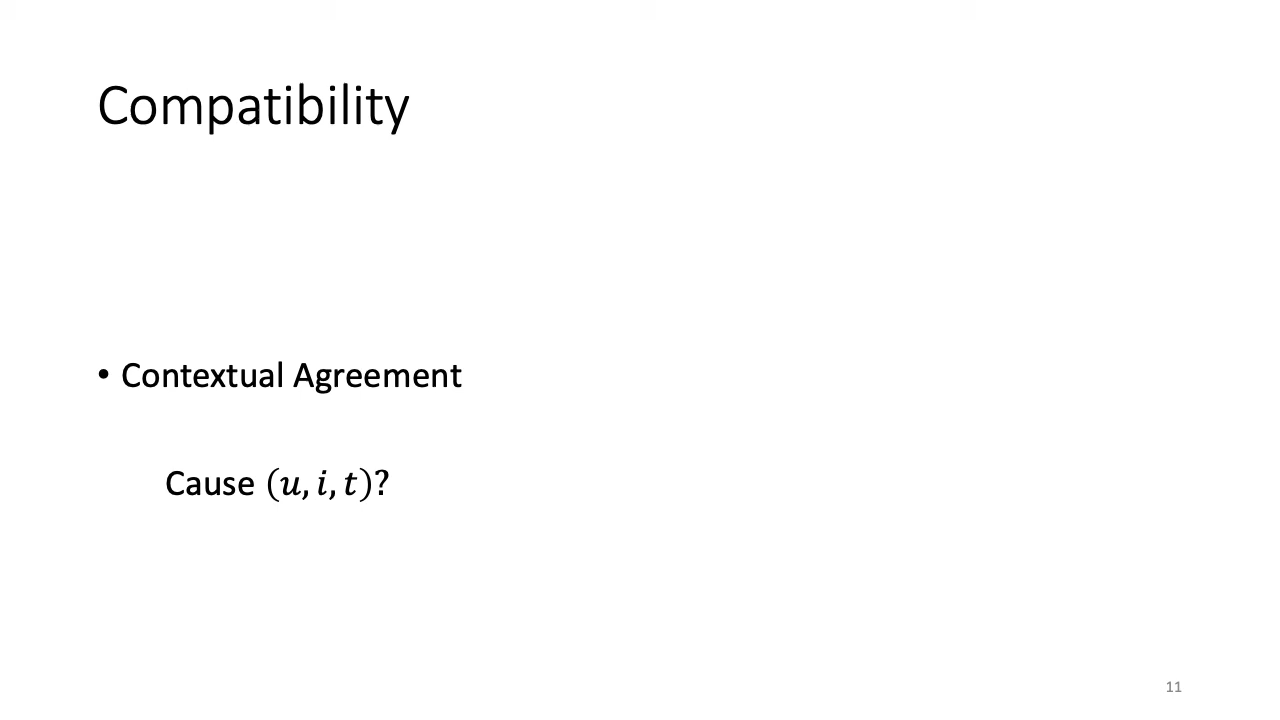 Compatibility
• Contextual Agreement
Cause (u, i, t)?
11